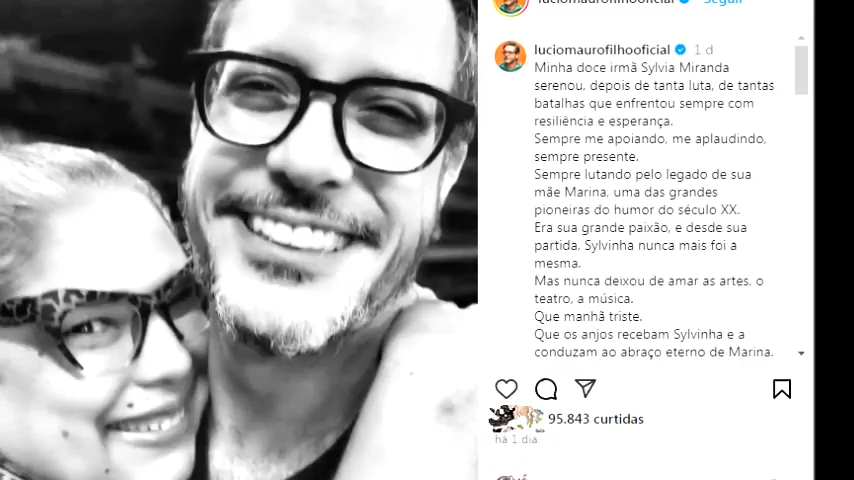 luciomaurofilhooficial Seguir
luciomaurofilhooficial 1 d
Minha doce irmã Sylvia Miranda
serenou, depois de tanta luta, de tantas
batalhas que enfrentou sempre com
resiliência e esperança.
Sempre me apoiando, me aplaudindo,
sempre presente.
Sempre lutando pelo legado de sua
mãe Marina, uma das grandes
pioneiras do humor do século XX.
Era sua grande paixão, e desde sua
partida, Sylvinha nunca mais foi a
mesma.
Mas nunca deixou de amar as artes, o
teatro, a música.
Que manhã triste.
Que os anjos recebam Sylvinha e a
conduzam ao abraço eterno de Marina.
95.843 curtidas
há 1 dia